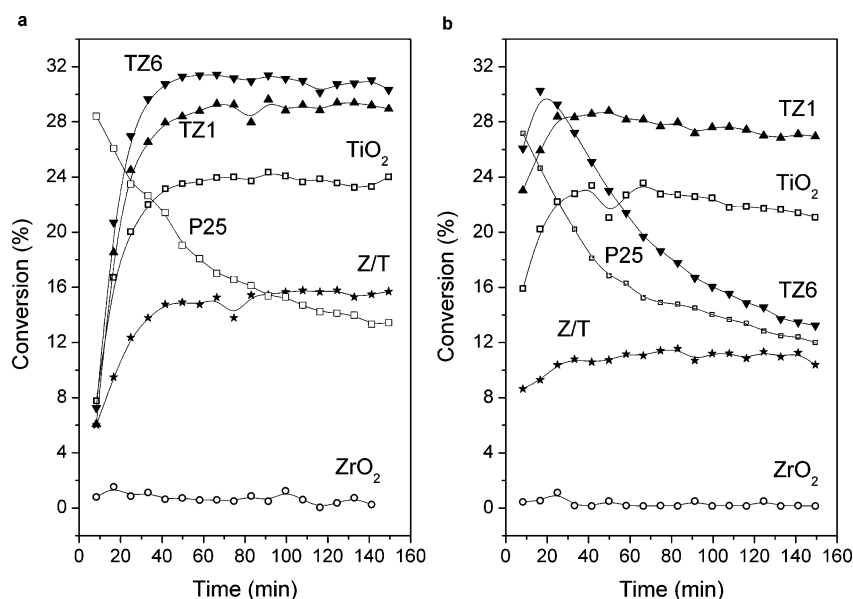 a
32
28
24
20
16
12
8
4
0
Conversion (%)
TZ6
TZ1
TiO2
P25
Z/T
ZrO2
0 20 40 60 80 100 120 140 160
Time (min)
b
32
28
24
20
16
12
8
4
0
Conversion (%)
TZ1
TiO2
P25
TZ6
Z/T
ZrO2
0 20 40 60 80 100 120 140 160
Time (min)